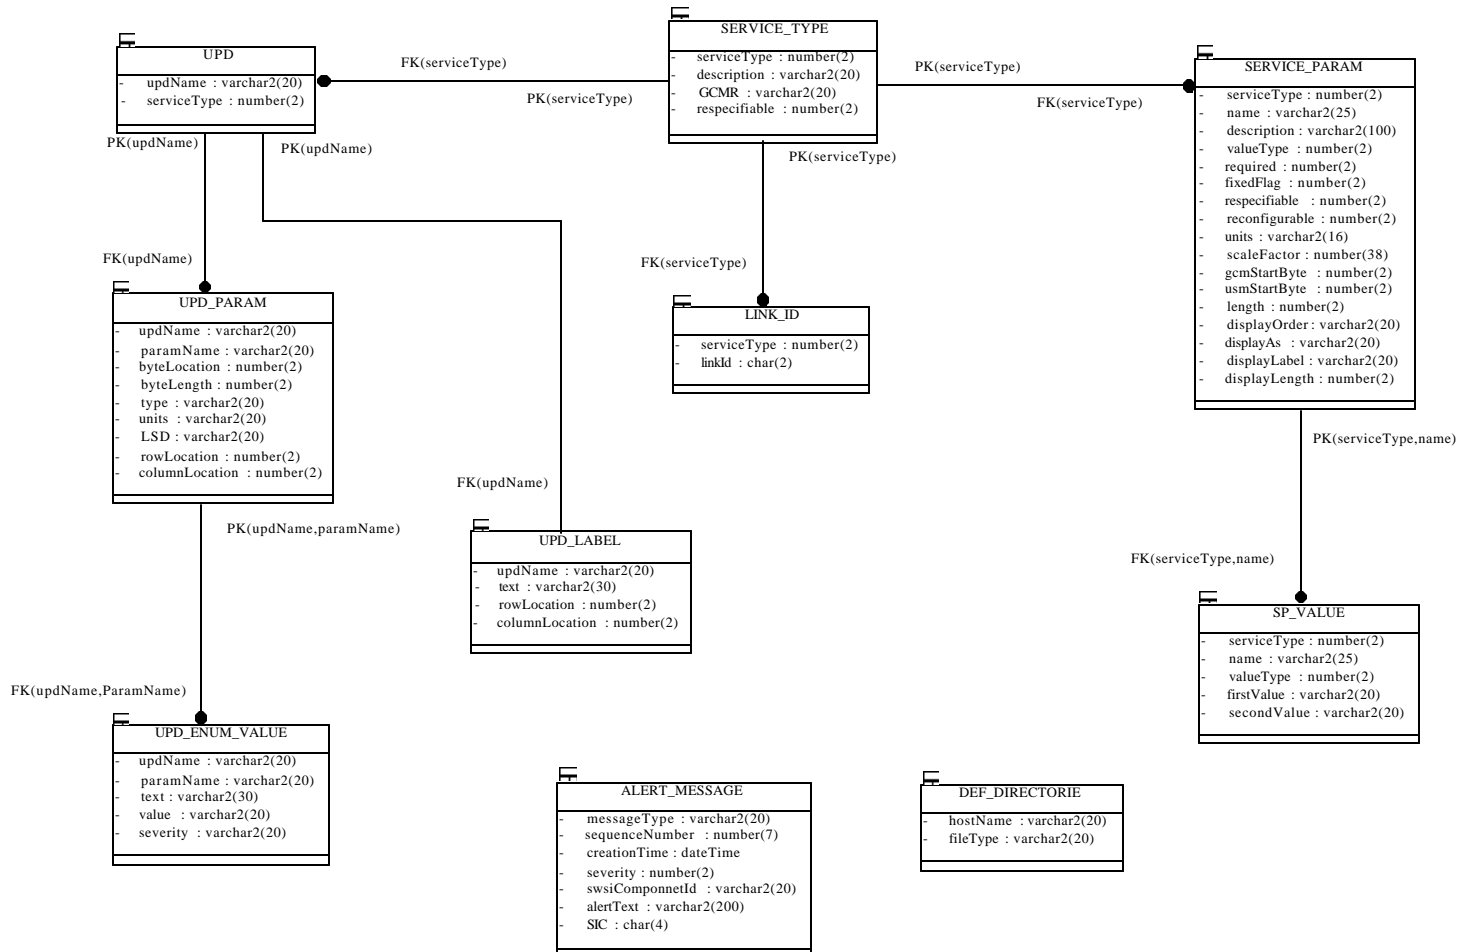 SERVICE_TYPE
- serviceType : number(2)
- description : varchar2(20)
- GCMR : varchar2(20)
- respecifiable : number(2)
UPD
- updName : varchar2(20)
- serviceType : number(2)
FK(serviceType)
PK(serviceType)
PK(serviceType)
FK(serviceType)
SERVICE_PARAM
- serviceType : number(2)
- name : varchar2(25)
- description : varchar2(100)
- valueType : number(2)
- required : number(2)
- fixedFlag : number(2)
- respecifiable : number(2)
- reconfigurable : number(2)
- units : varchar2(16)
- scaleFactor : number(38)
- gcmStartByte : number(2)
- usmStartByte : number(2)
- length : number(2)
- displayOrder : varchar2(20)
- displayAs : varchar2(20)
- displayLabel : varchar2(20)
- displayLength : number(2)
PK(updName)
PK(updName)
PK(serviceType)
FK(updName)
FK(serviceType)
UPD_PARAM
- updName : varchar2(20)
- paramName : varchar2(20)
- byteLocation : number(2)
- byteLength : number(2)
- type : varchar2(20)
- units : varchar2(20)
- LSD : varchar2(20)
- rowLocation : number(2)
- columnLocation : number(2)
LINK_ID
- serviceType : number(2)
- linkId : char(2)
PK(serviceType,name)
FK(updName)
PK(updName,paramName)
UPD_LABEL
- updName : varchar2(20)
- text : varchar2(30)
- rowLocation : number(2)
- columnLocation : number(2)
FK(serviceType,name)
SP_VALUE
- serviceType : number(2)
- name : varchar2(25)
- valueType : number(2)
- firstValue : varchar2(20)
- secondValue : varchar2(20)
FK(updName,ParamName)
UPD_ENUM_VALUE
- updName : varchar2(20)
- paramName : varchar2(20)
- text : varchar2(30)
- value : varchar2(20)
- severity : varchar2(20)
ALERT_MESSAGE
- messageType : varchar2(20)
- sequenceNumber : number(7)
- creationTime : dateTime
- severity : number(2)
- swsiComponnetId : varchar2(20)
- alertText : varchar2(200)
- SIC : char(4)
DEF_DIRECTORIE
- hostName : varchar2(20)
- fileType : varchar2(20)